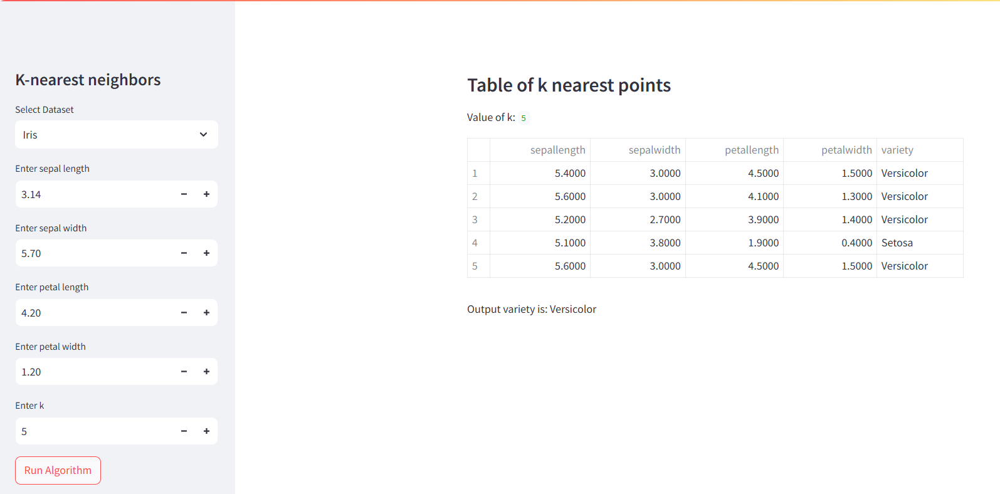 K-nearest neighbors
Select Dataset
Iris
Enter sepal length
3.14
Enter sepal width
5.70
Enter petal length
4.20
Enter petal width
1.20
Enter k
5
Run Algorithm
Table of k nearest points
Value of k: 5
sepallength sepalwidth petallength petalwidth variety
1 5.4000 3.0000 4.5000 1.5000 Versicolor
2 5.6000 3.0000 4.1000 1.3000 Versicolor
3 5.2000 2.7000 3.9000 1.4000 Versicolor
4 5.1000 3.8000 1.9000 0.4000 Setosa
5 5.6000 3.0000 4.5000 1.5000 Versicolor
Output variety is: Versicolor